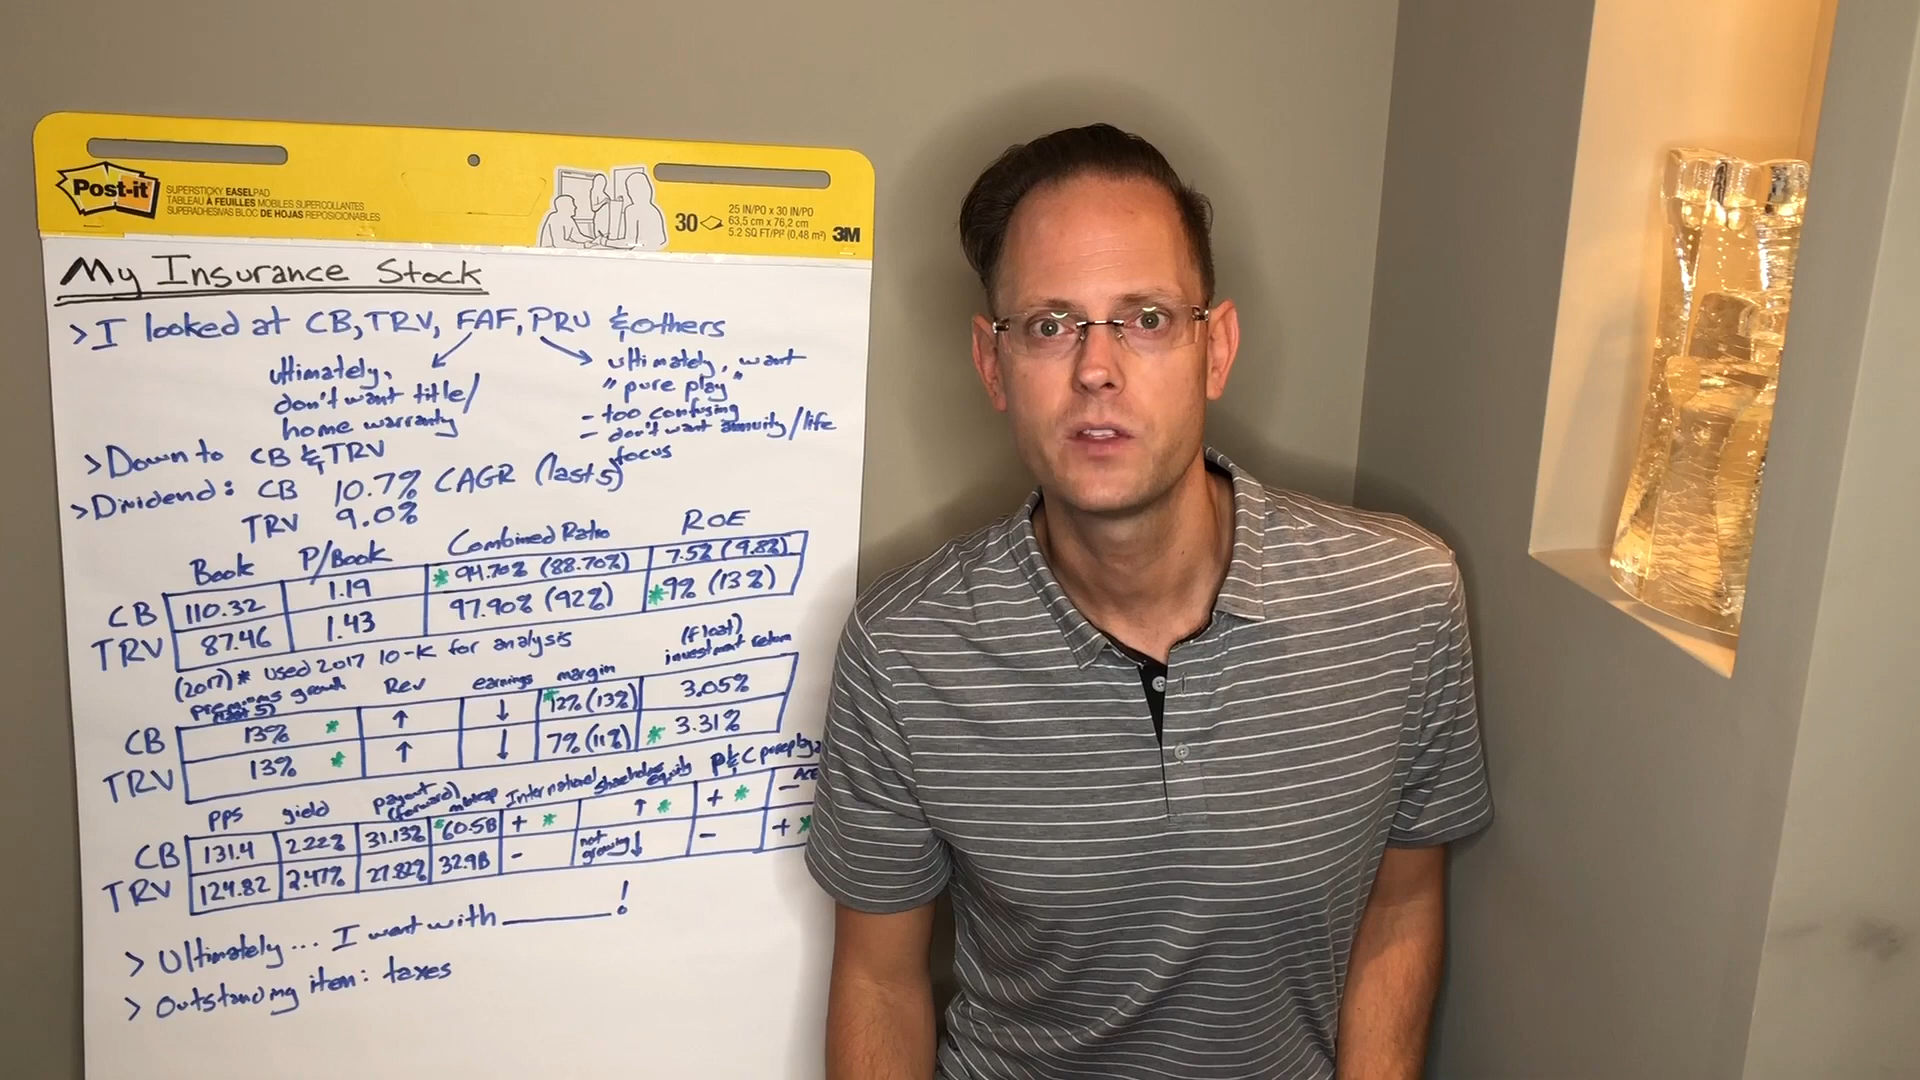 Post-it
SUPERSTICKY EASEL PAD
TABLEAU À FEUILLES MOBILES SUPERCOLLANTES
SUPERADHESIVAS BLOC DE HOJAS REPOSICIONABLES
30
25 IN/PO x 30 IN/PO
63,5 cm x 76,2 cm
5.2 SQ FT/PI² (0,48 m²)
3M
My Insurance Stock
> I looked at CB, TRV, FAF, PRU & others
ultimately,
don't want title/
home warranty
ultimately, want
"pure play"
- too confusing
- don't want annuity/life
focus
> Down to CB & TRV
> Dividend: CB 10.7% CAGR (last 5)
TRV 9.0%
Book P/Book Combined Ratio ROE
CB 110.32 1.19 * 94.70% (88.70%) 7.5% (9.8%)
TRV 87.46 1.43 97.90% (92%) *9% (13%)
(2017) * Used 2017 10-K for analysis
premiums growth (last 5) Rev earnings margin (float) investment return
CB 13% * ↑ ↓ *12% (13%) 3.05%
TRV 13% * ↑ ↓ 7% (11%) * 3.31%
PPS yield payout (forward) mktcap International shareholders equity P&C pure play
CB 131.4 2.22% 31.13% *60.5B + * ↑ * + * -
TRV 124.82 2.47% 27.82% 32.9B - not growing ↓ - + *
> Ultimately... I went with ______!
> Outstanding item: taxes